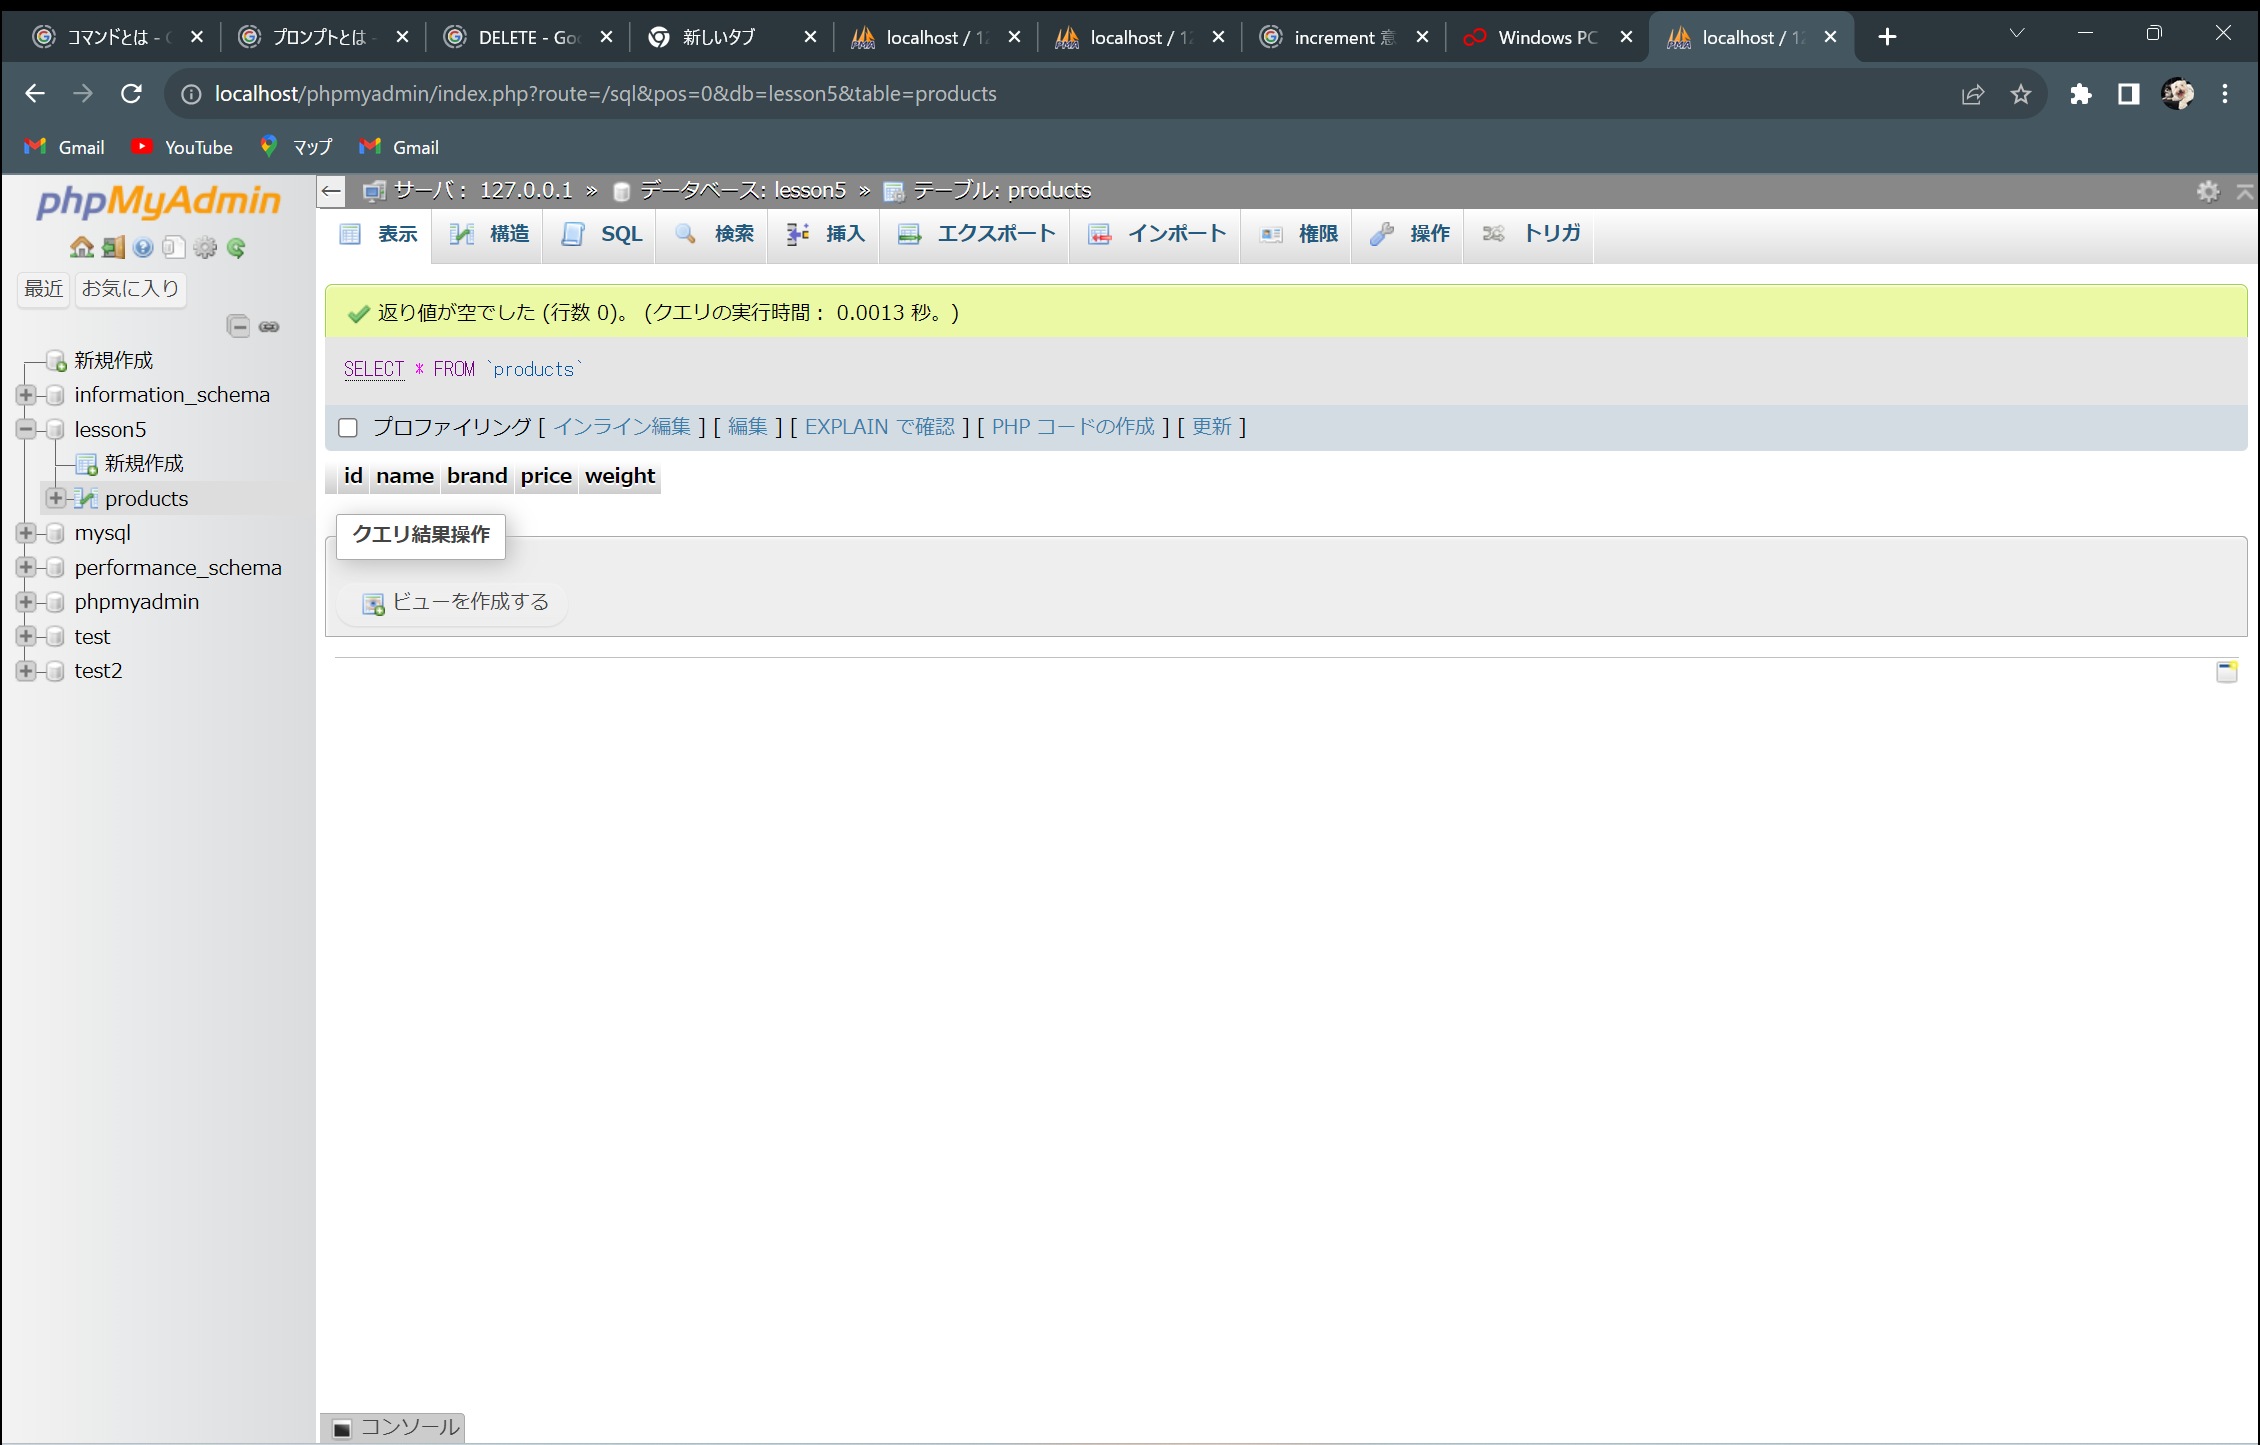 コマンドとは -
プロンプトとは -
DELETE - Goo
新しいタブ
localhost / 12
localhost / 12
increment 意
Windows PC
localhost / 12
localhost/phpmyadmin/index.php?route=/sql&pos=0&db=lesson5&table=products
Gmail
YouTube
マップ
Gmail
phpMyAdmin
最近
お気に入り
新規作成
information_schema
lesson5
新規作成
products
mysql
performance_schema
phpmyadmin
test
test2
サーバ： 127.0.0.1 » データベース: lesson5 » テーブル: products
表示 構造 SQL 検索 挿入 エクスポート インポート 権限 操作 トリガ
返り値が空でした (行数 0)。 (クエリの実行時間： 0.0013 秒。)
SELECT * FROM `products`
プロファイリング [ インライン編集 ] [ 編集 ] [ EXPLAIN で確認 ] [ PHP コードの作成 ] [ 更新 ]
id name brand price weight
クエリ結果操作
ビューを作成する
コンソール